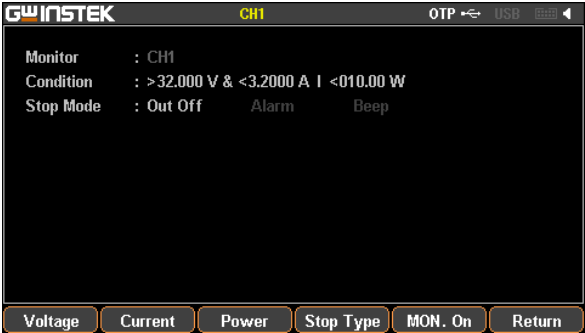 GWINSTEK CH1 OTP USB
Monitor : CH1
Condition : >32.000 V & <3.2000 A | <010.00 W
Stop Mode : Out Off Alarm Beep
Voltage Current Power Stop Type MON. On Return